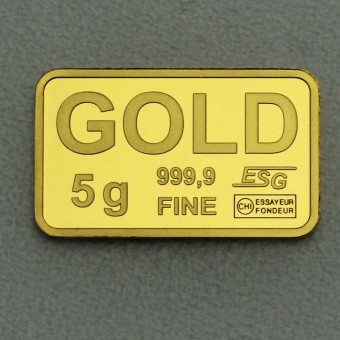 GOLD
5g 999,9 ESG
FINE CHI ESSAYEUR
FONDEUR